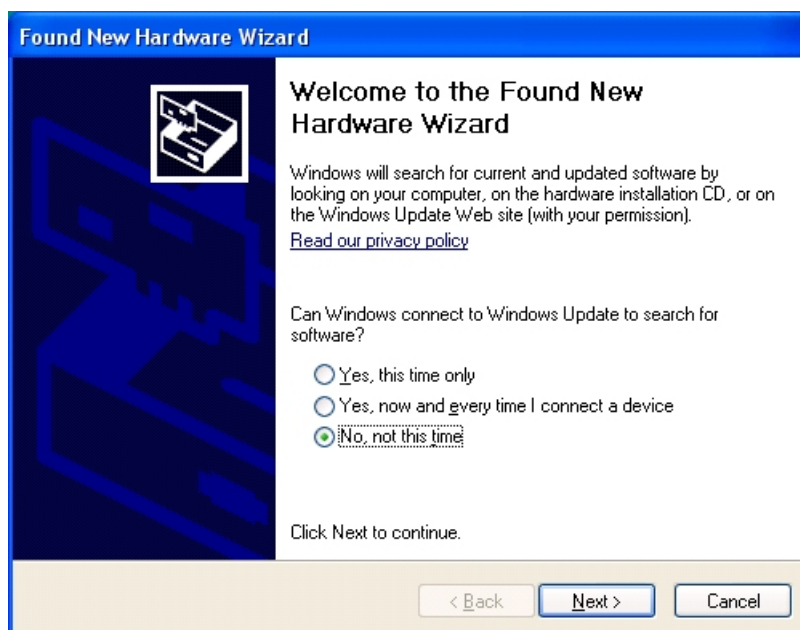 Found New Hardware Wizard
Welcome to the Found New
Hardware Wizard
Windows will search for current and updated software by
looking on your computer, on the hardware installation CD, or on
the Windows Update Web site (with your permission).
Read our privacy policy
Can Windows connect to Windows Update to search for
software?
Yes, this time only
Yes, now and every time I connect a device
No, not this time
Click Next to continue.
< Back Next > Cancel